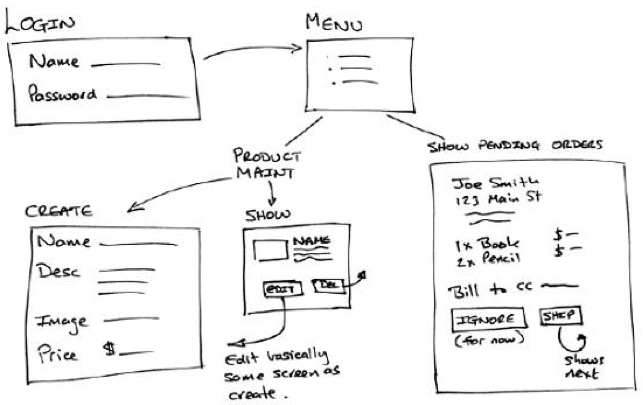 LOGIN
Name
Password
MENU
PRODUCT
MAINT
CREATE
Name
Desc
Image
Price $
SHOW
NAME
EDIT DEL
Edit basically
same screen as
create.
SHOW PENDING ORDERS
Joe Smith
123 Main St
1x Book $
2x Pencil $
Bill to cc
IGNORE SHIP
(for now)
shows
next